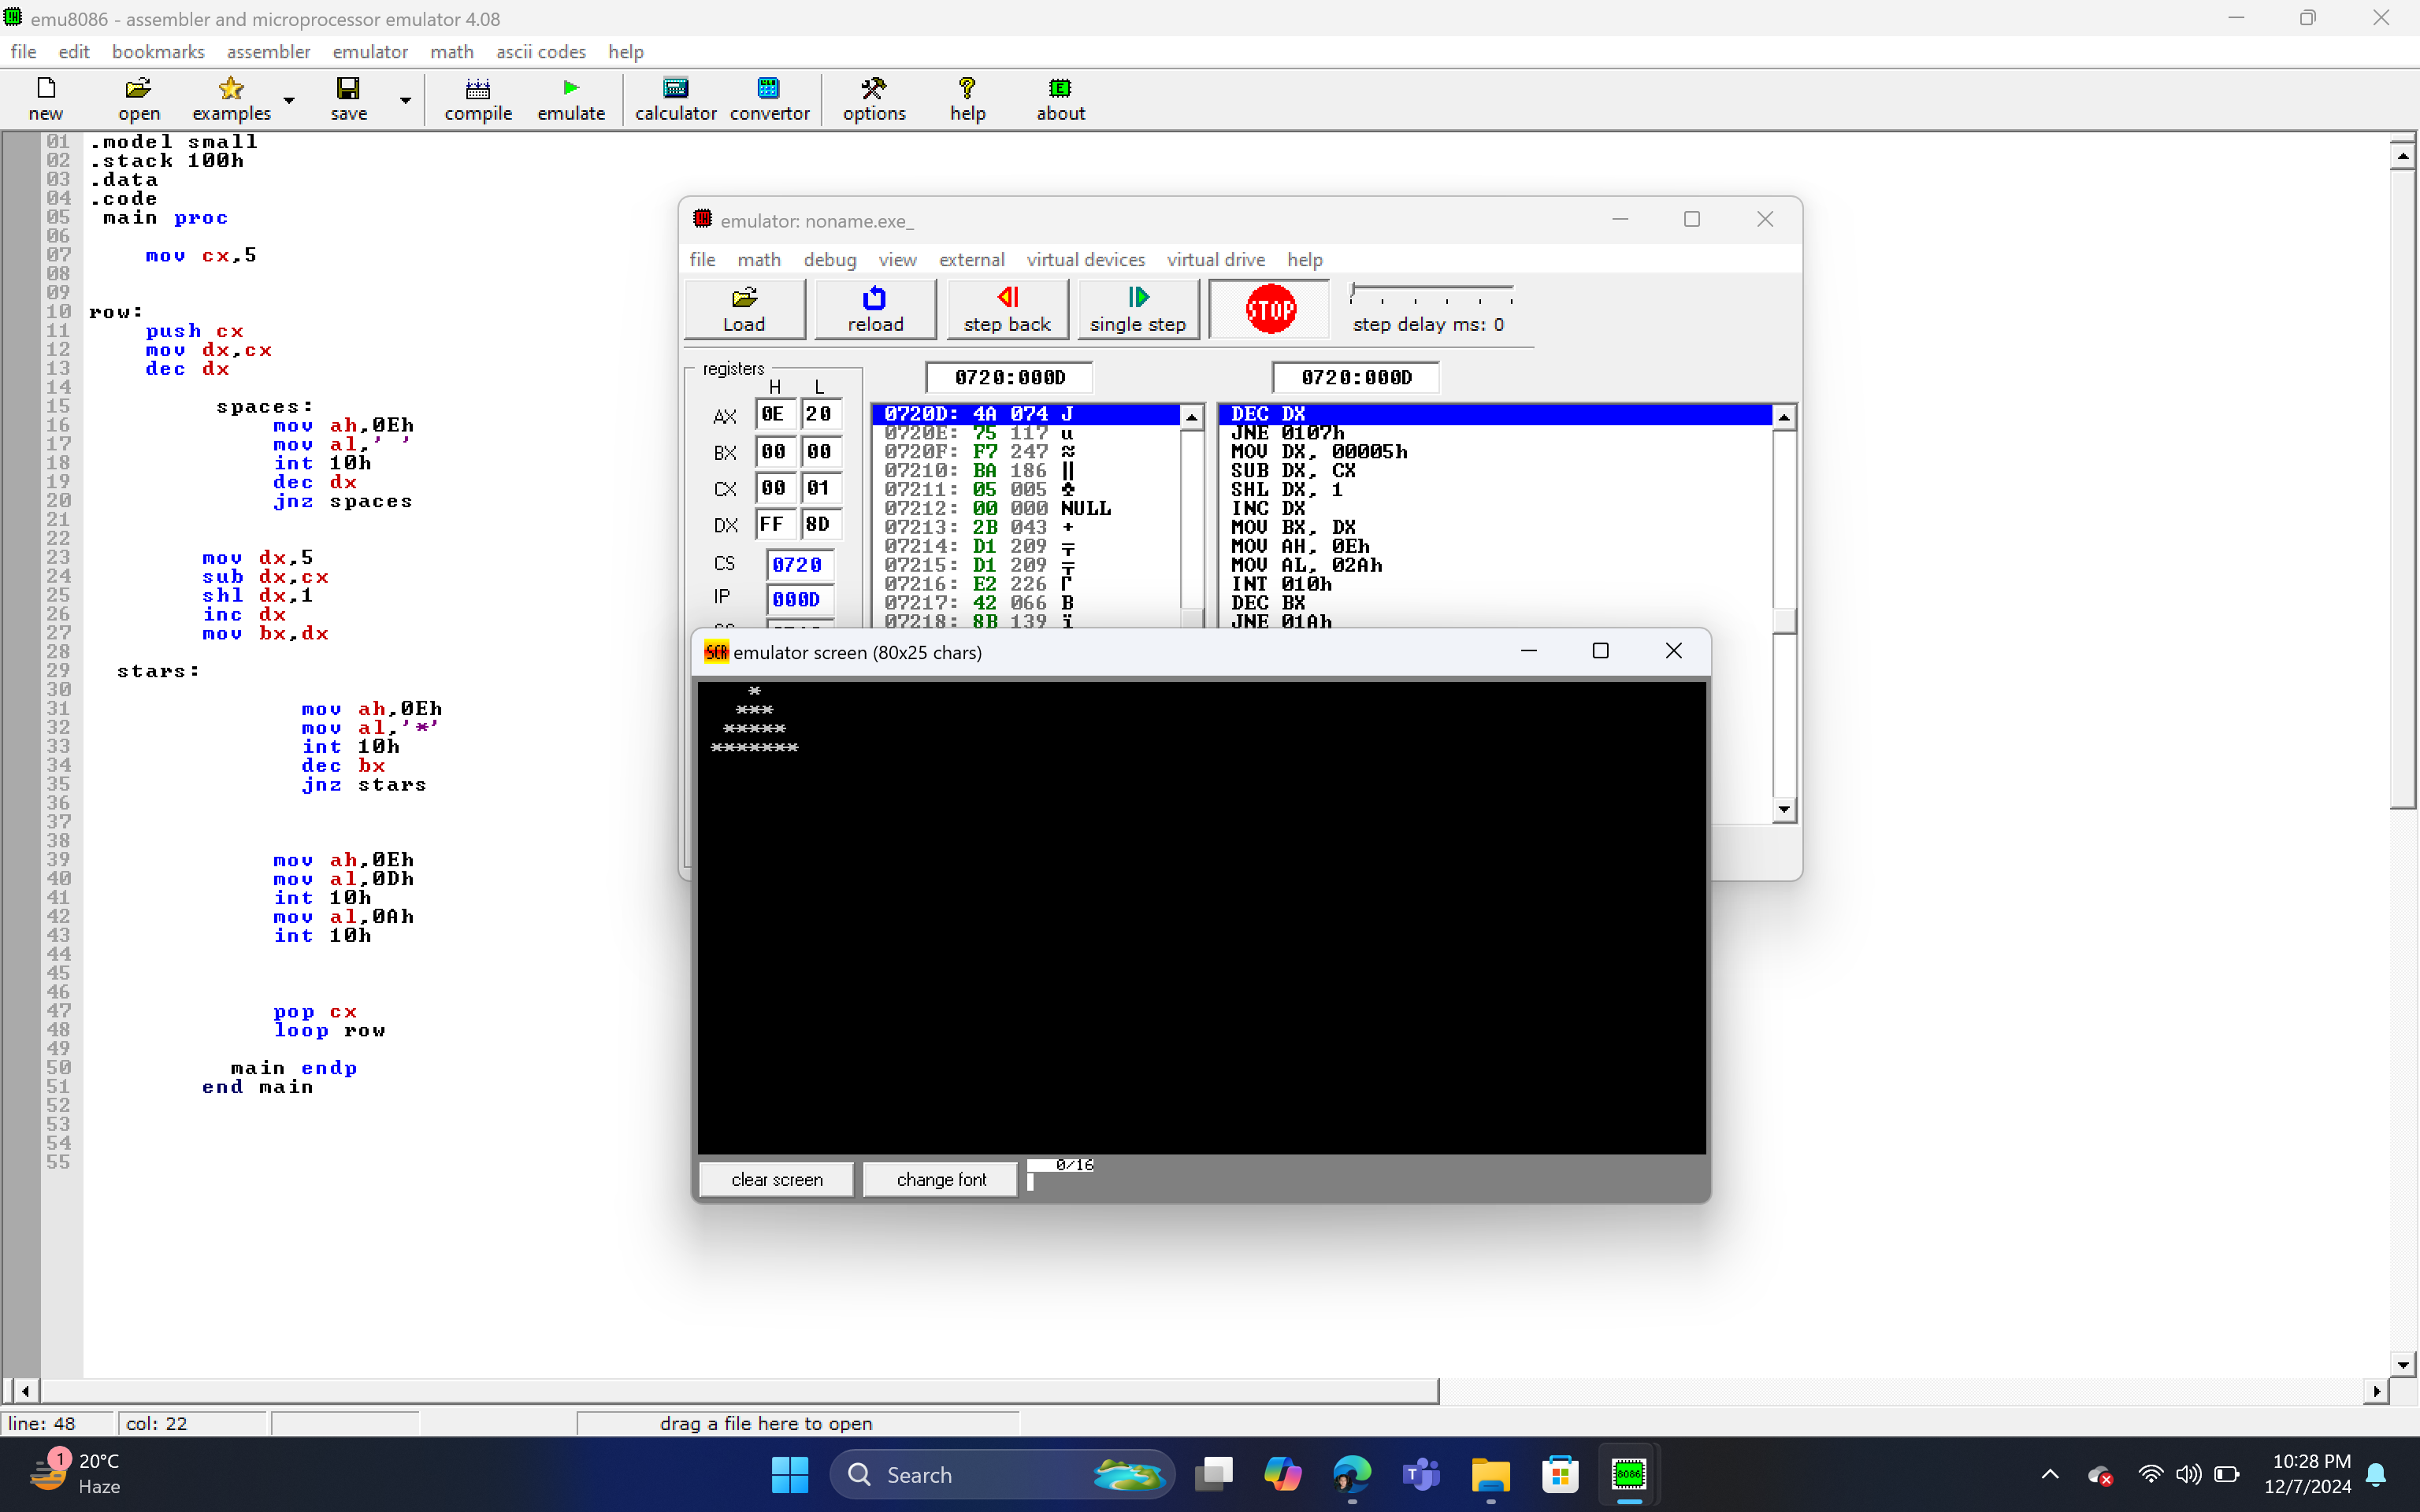 emu8086 - assembler and microprocessor emulator 4.08
file edit bookmarks assembler emulator math ascii codes help
new open examples save compile emulate calculator convertor options help about
01 .model small
02 .stack 100h
03 .data
04 .code
05 main proc
06
07 mov cx,5
08
09
10 row:
11 push cx
12 mov dx,cx
13 dec dx
14
15 spaces:
16 mov ah,0Eh
17 mov al,' '
18 int 10h
19 dec dx
20 jnz spaces
21
22
23 mov dx,5
24 sub dx,cx
25 shl dx,1
26 inc dx
27 mov bx,dx
28
29 stars:
30
31 mov ah,0Eh
32 mov al,'*'
33 int 10h
34 dec bx
35 jnz stars
36
37
38
39 mov ah,0Eh
40 mov al,0Dh
41 int 10h
42 mov al,0Ah
43 int 10h
44
45
46
47 pop cx
48 loop row
49
50 main endp
51 end main
52
53
54
55
emulator: noname.exe_
file math debug view external virtual devices virtual drive help
Load reload step back single step STOP step delay ms: 0
registers
H L
AX 0E 20
BX 00 00
CX 00 01
DX FF 8D
CS 0720
IP 000D
0720:000D 0720:000D
0720D: 4A 074 J DEC DX
0720E: 75 117 u JNE 0107h
0720F: F7 247 ≈ MOV DX, 00005h
07210: BA 186 ║ SUB DX, CX
07211: 05 005 ♣ SHL DX, 1
07212: 00 000 NULL INC DX
07213: 2B 043 + MOV BX, DX
07214: D1 209 ╤ MOV AH, 0Eh
07215: D1 209 ╤ MOV AL, 02Ah
07216: E2 226 Γ INT 010h
07217: 42 066 B DEC BX
07218: 8B 139 ï JNE 01Ah
SCR emulator screen (80x25 chars)
*
***
*****
*******
clear screen change font 0/16
line: 48 col: 22 drag a file here to open
1 20°C
Haze
Search
8086
10:28 PM
12/7/2024